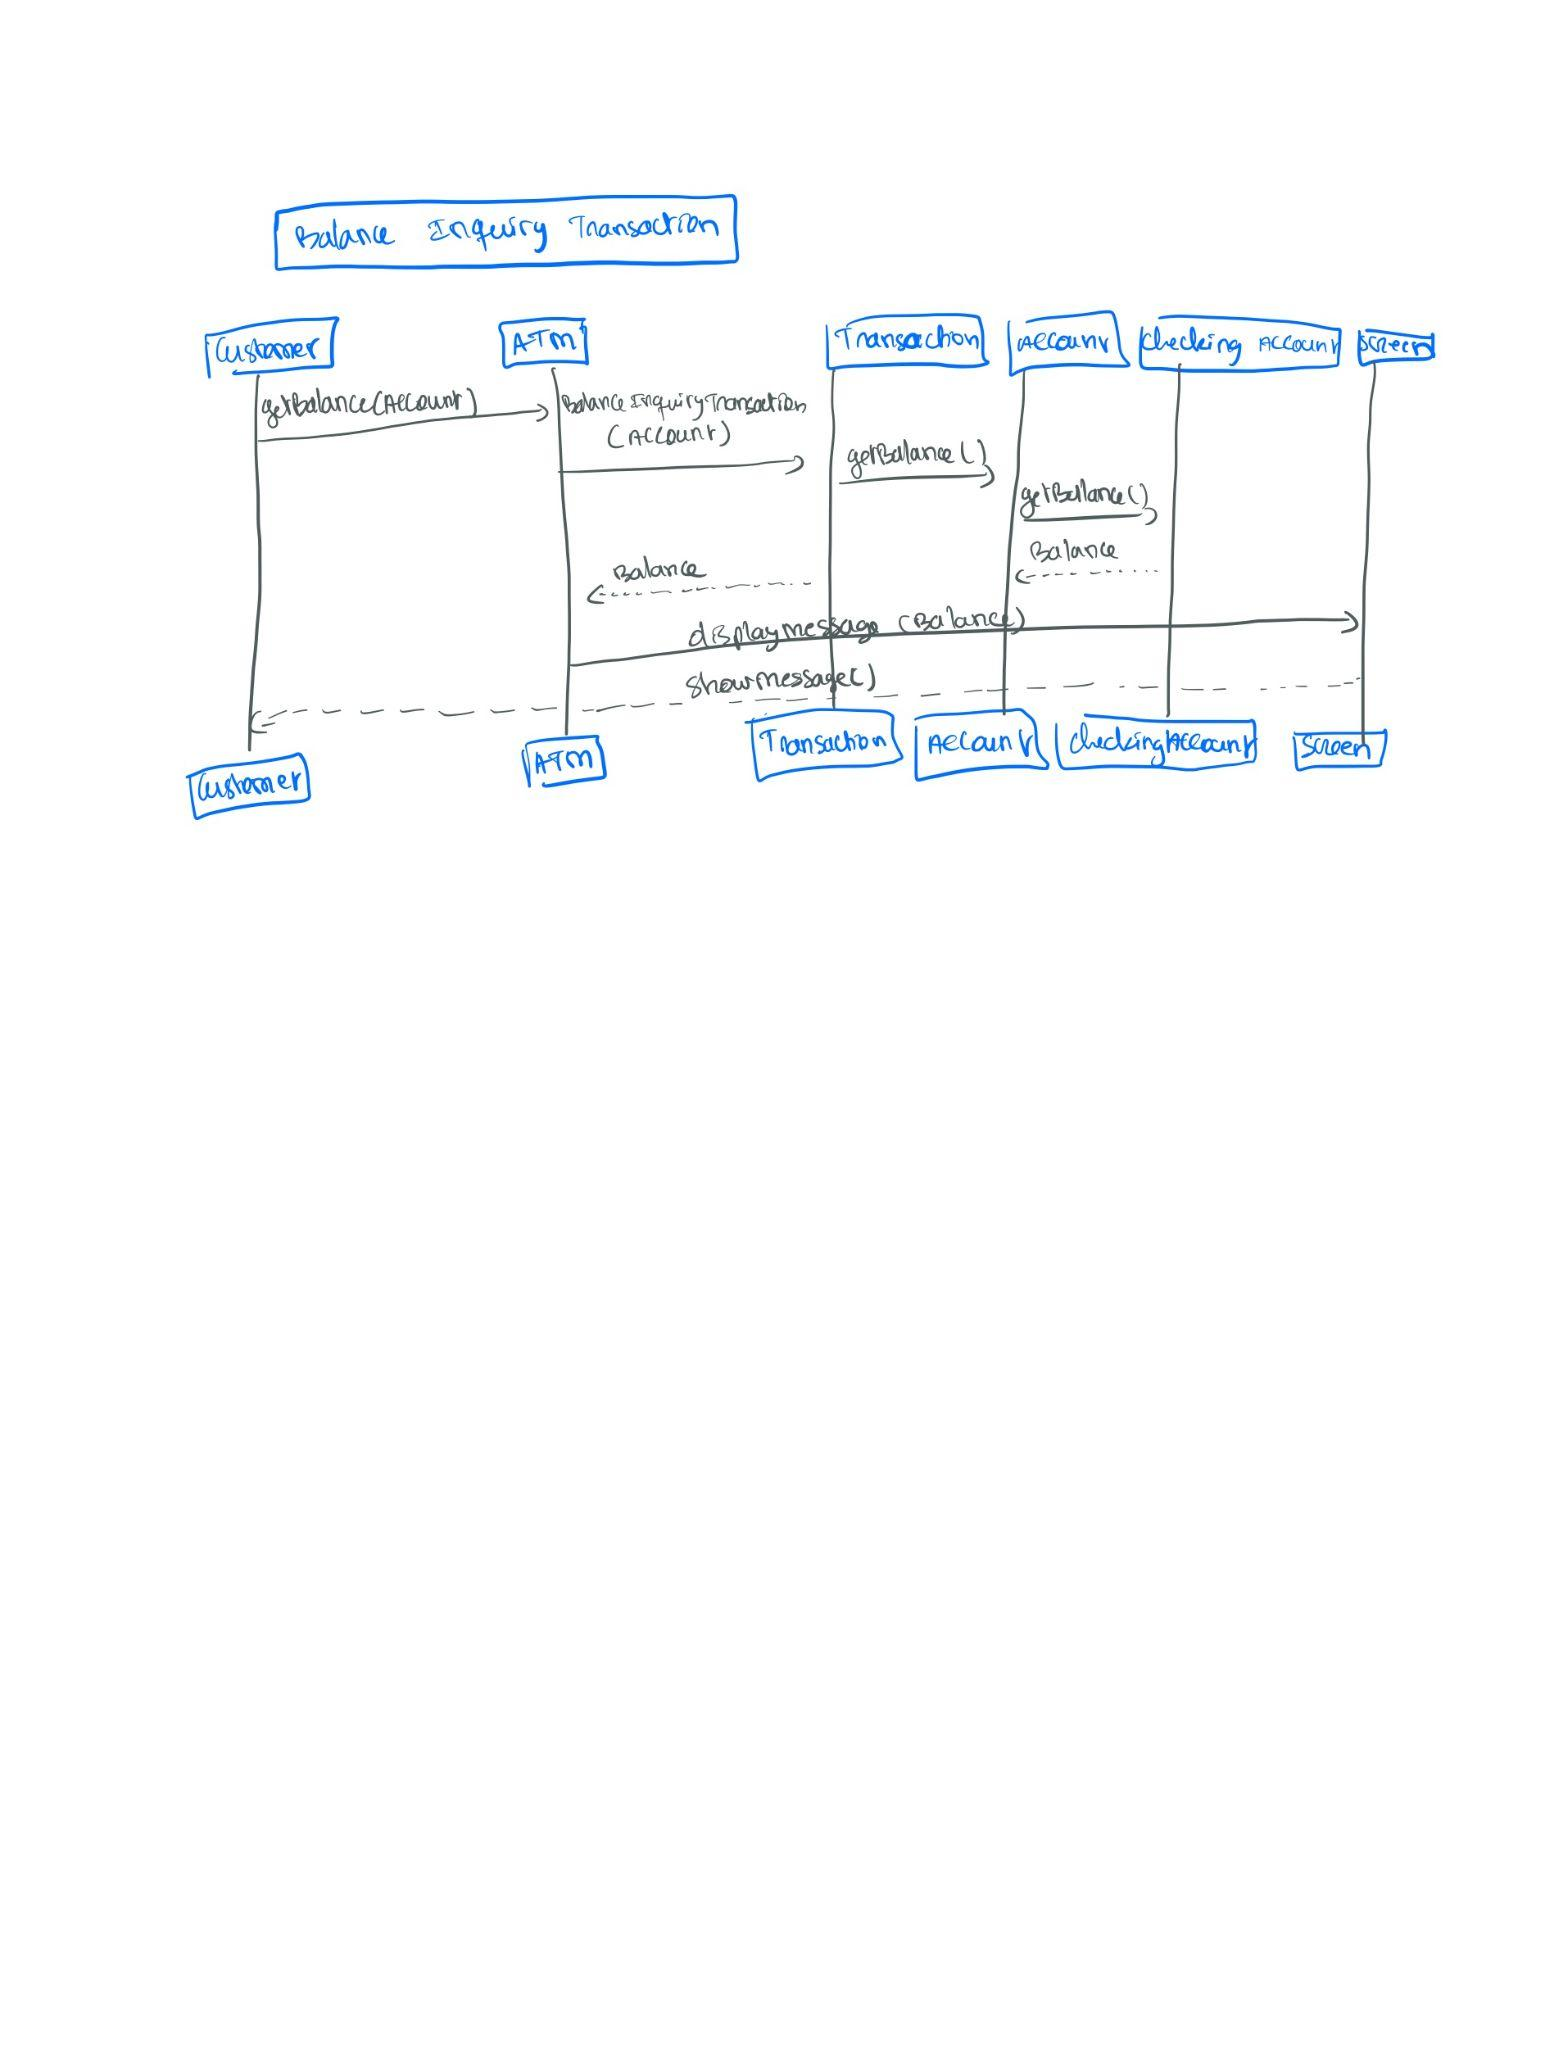 Balance Inquiry Transaction
Customer
ATM
Transaction
Account
Checking Account
Screen
getBalance(Account)
BalanceInquiryTransaction
(Account)
getBalance()
getBalance()
Balance
Balance
displaymessage (Balance)
showmessage()
Customer
ATM
Transaction
Account
CheckingAccount
Screen